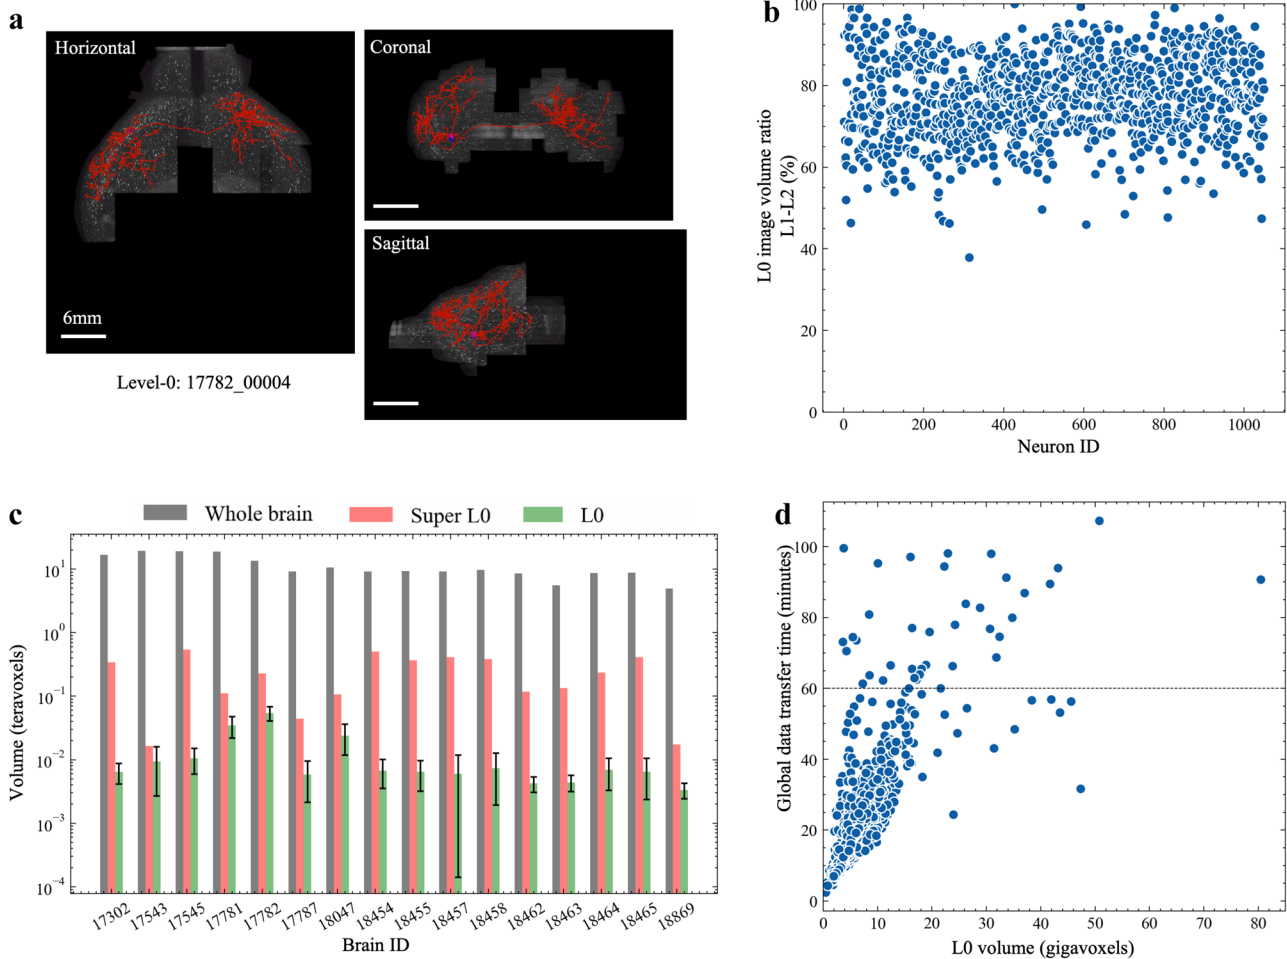 a
Horizontal
6mm
Level-0: 17782_00004
Coronal
Sagittal
b
L0 image volume ratio
L1-L2 (%)
100
80
60
40
20
0
0 200 400 600 800 1000
Neuron ID
c
Whole brain Super L0 L0
Volume (teravoxels)
10¹
10⁰
10⁻¹
10⁻²
10⁻³
10⁻⁴
17302 17543 17545 17781 17782 17787 18047 18454 18455 18457 18458 18462 18463 18464 18465 18869
Brain ID
d
Global data transfer time (minutes)
100
80
60
40
20
0
0 10 20 30 40 50 60 70 80
L0 volume (gigavoxels)